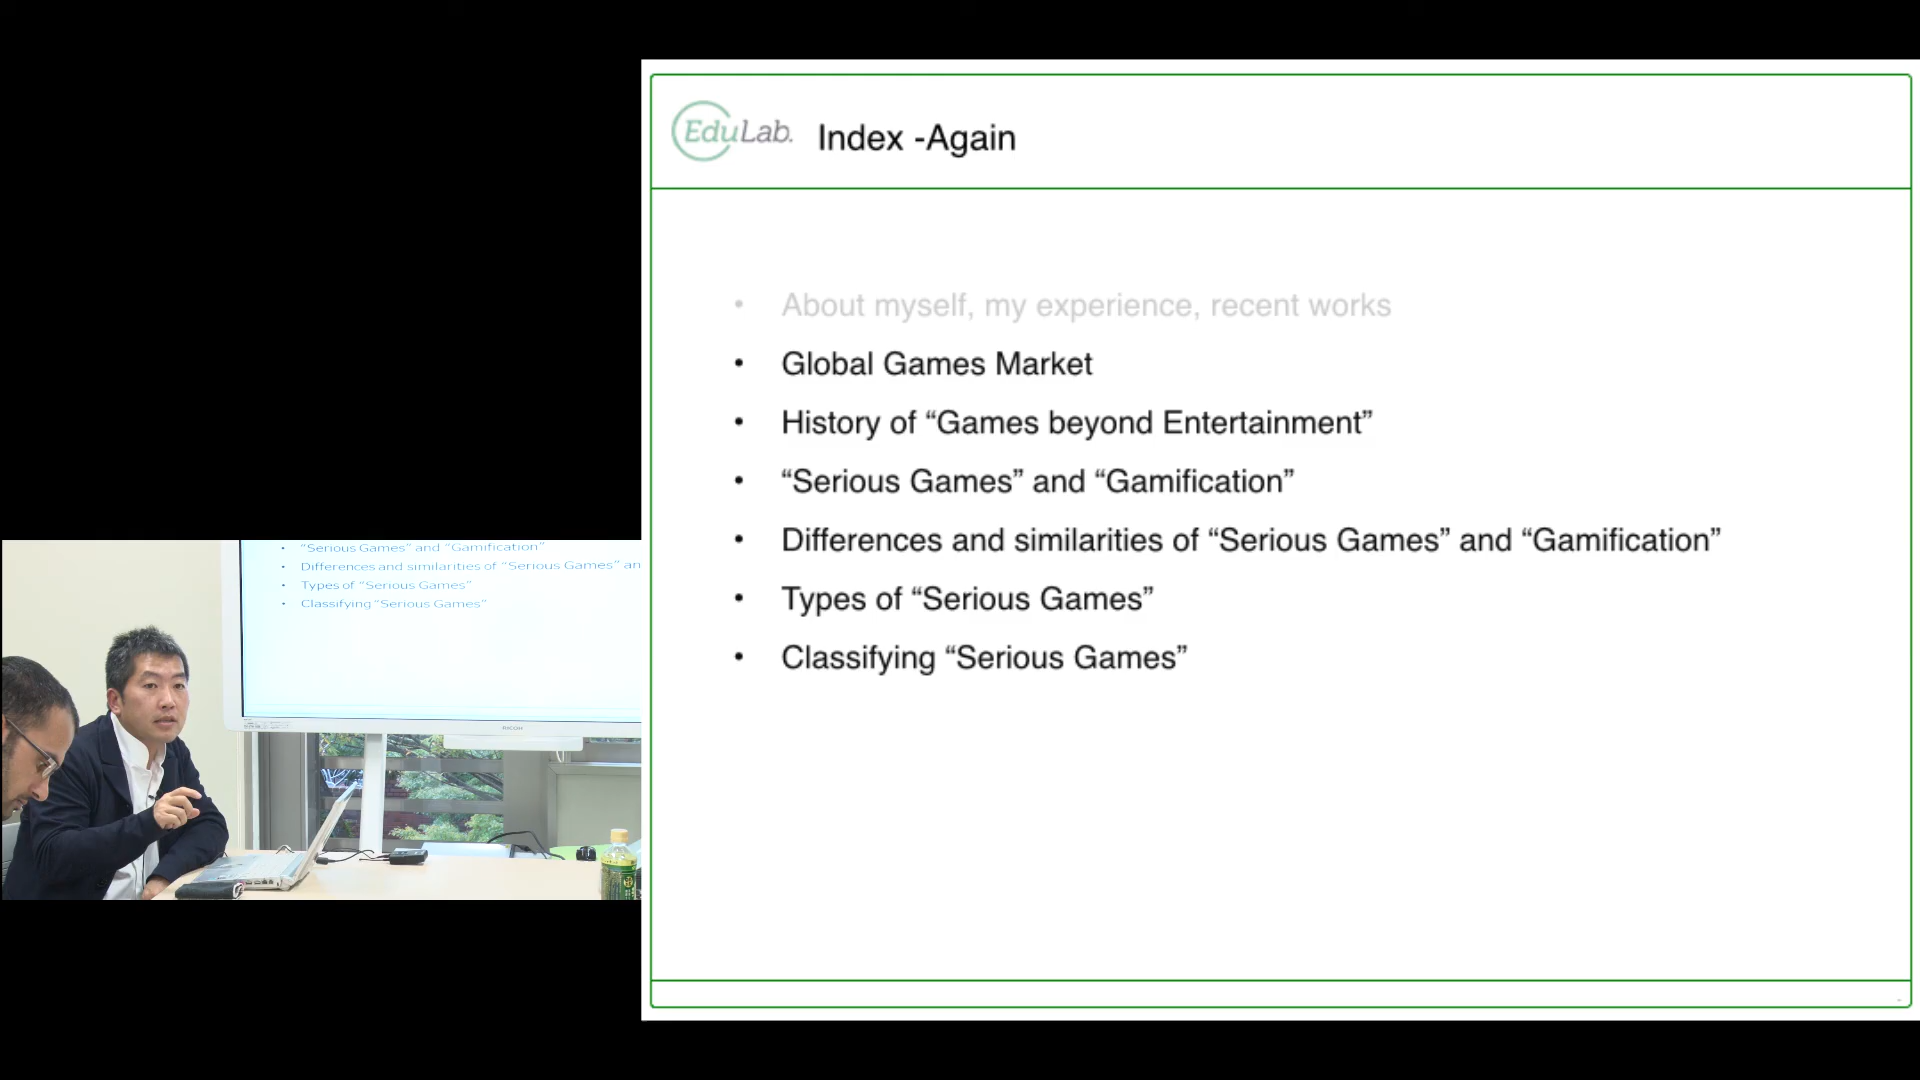 EduLab.
Index -Again
• About myself, my experience, recent works
• Global Games Market
• History of “Games beyond Entertainment”
• “Serious Games” and “Gamification”
• Differences and similarities of “Serious Games” and “Gamification”
• Types of “Serious Games”
• Classifying “Serious Games”
• “Serious Games” and “Gamification”
• Differences and similarities of “Serious Games” an
• Types of “Serious Games”
• Classifying “Serious Games”
RICOH